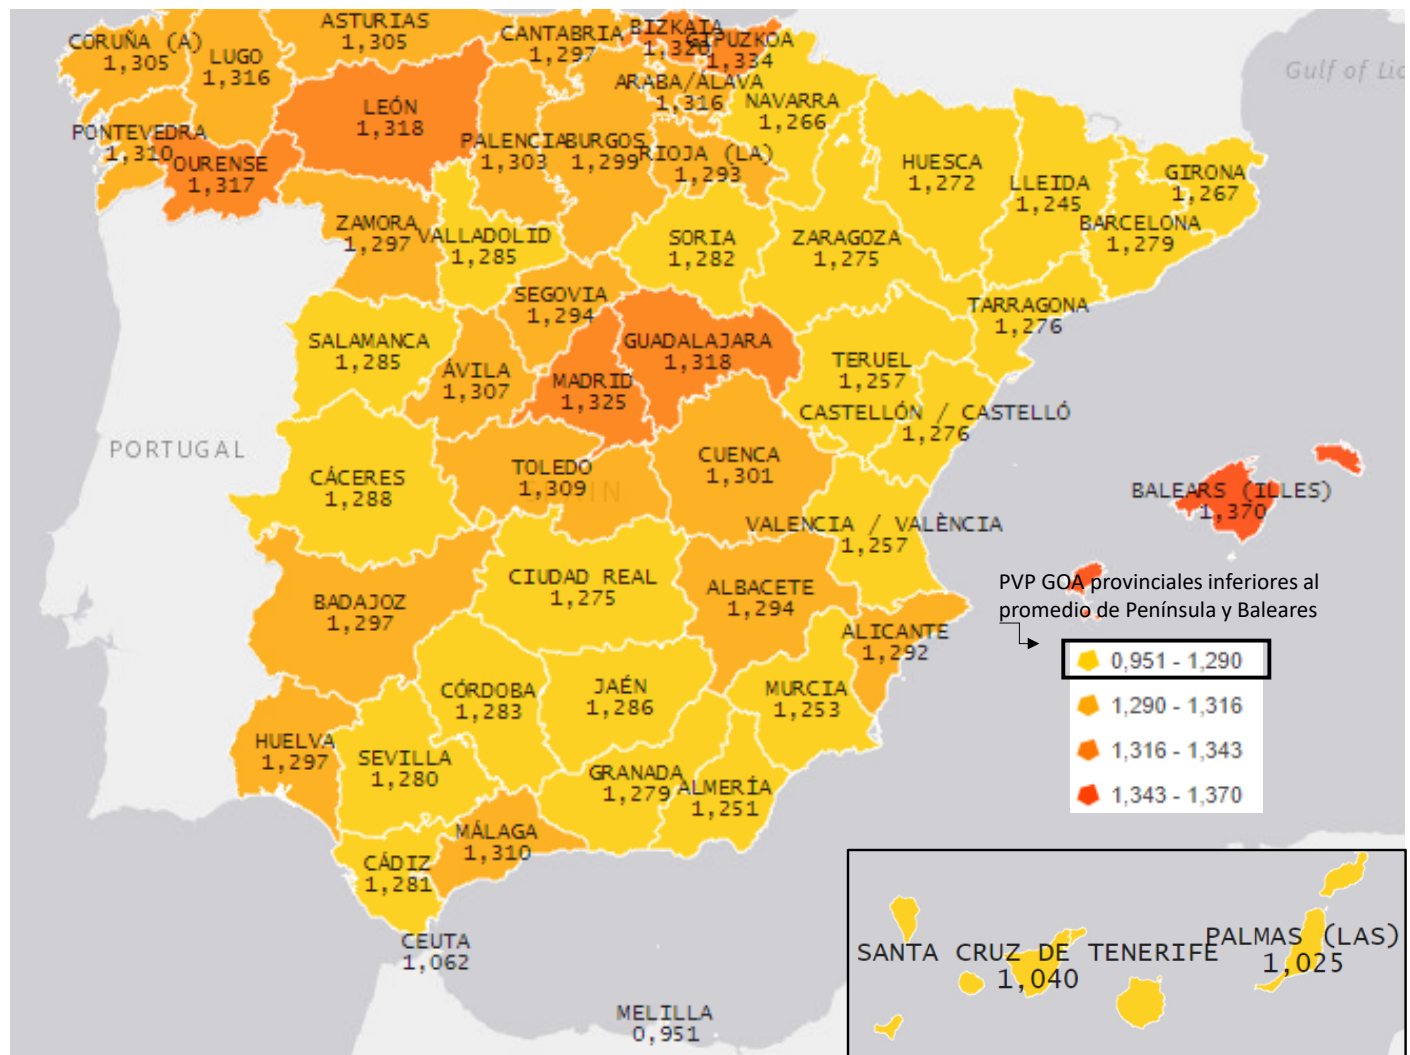 ASTURIAS
1,305
CORUÑA (A)
1,305
LUGO
1,316
CANTABRIA
1,297
BIZKAIA
1,320
GIPUZKOA
1,334
Gulf of Lio
ARABA/ÁLAVA
1,316
NAVARRA
1,266
LEÓN
1,318
PONTEVEDRA
1,310
OURENSE
1,317
PALENCIA
1,303
BURGOS
1,299
RIOJA (LA)
1,293
HUESCA
1,272
LLEIDA
1,245
GIRONA
1,267
BARCELONA
1,279
ZAMORA
1,297
VALLADOLID
1,285
SORIA
1,282
ZARAGOZA
1,275
SEGOVIA
1,294
TARRAGONA
1,276
SALAMANCA
1,285
ÁVILA
1,307
MADRID
1,325
GUADALAJARA
1,318
TERUEL
1,257
CASTELLÓN / CASTELLÓ
1,276
PORTUGAL
CÁCERES
1,288
TOLEDO
1,309
SPAIN
CUENCA
1,301
BALEARS (ILLES)
1,370
VALENCIA / VALÈNCIA
1,257
CIUDAD REAL
1,275
ALBACETE
1,294
BADAJOZ
1,297
ALICANTE
1,292
PVP GOA provinciales inferiores al
promedio de Península y Baleares
0,951 - 1,290
1,290 - 1,316
1,316 - 1,343
1,343 - 1,370
CÓRDOBA
1,283
JAÉN
1,286
MURCIA
1,253
HUELVA
1,297
SEVILLA
1,280
GRANADA
1,279
ALMERÍA
1,251
MÁLAGA
1,310
CÁDIZ
1,281
CEUTA
1,062
MELILLA
0,951
SANTA CRUZ DE TENERIFE
1,040
PALMAS (LAS)
1,025